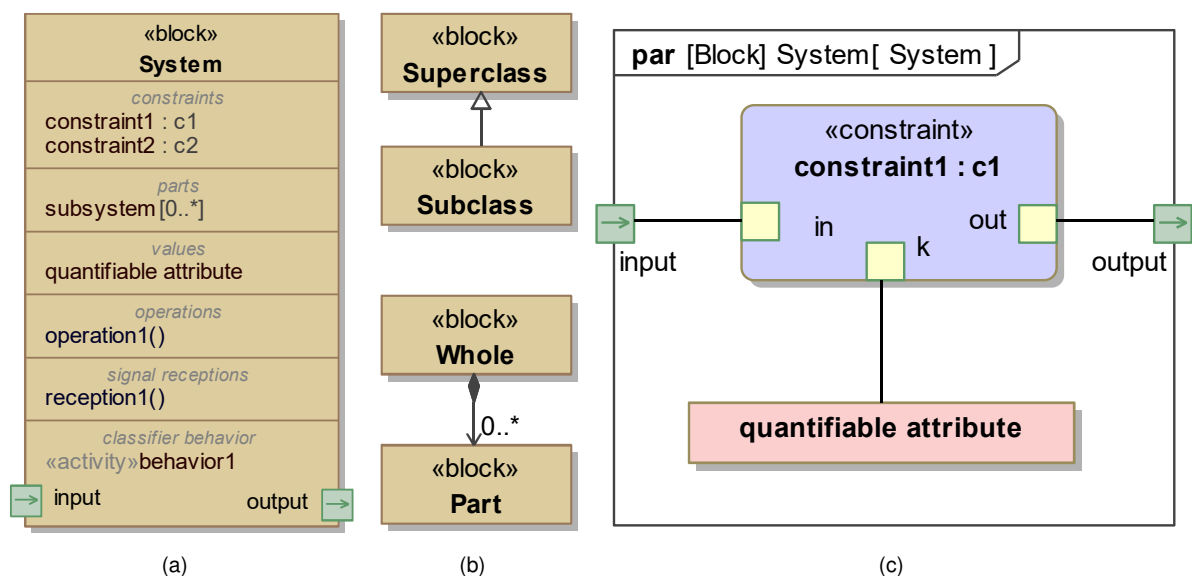 «block»
System
constraints
constraint1 : c1
constraint2 : c2
parts
subsystem [0..*]
values
quantifiable attribute
operations
operation1()
signal receptions
reception1()
classifier behavior
«activity»behavior1
input
output
(a)
«block»
Superclass
«block»
Subclass
«block»
Whole
0..*
«block»
Part
(b)
par [Block] System[ System ]
«constraint»
constraint1 : c1
in
out
k
input
output
quantifiable attribute
(c)